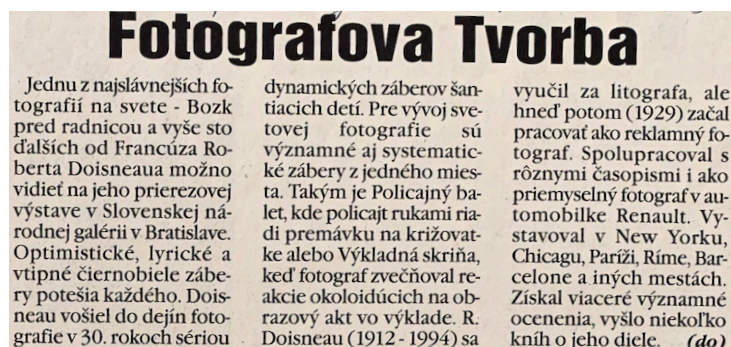 Fotografova Tvorba
Jednu z najslávnejších fo-
tografií na svete - Bozk
pred radnicou a vyše sto
ďalších od Francúza Ro-
berta Doisneaua možno
vidieť na jeho prierezovej
výstave v Slovenskej ná-
rodnej galérii v Bratislave.
Optimistické, lyrické a
vtipné čiernobiele zábe-
ry potešia každého. Dois-
neau vošiel do dejín foto-
grafie v 30. rokoch sériou
dynamických záberov šan-
tiacich detí. Pre vývoj sve-
tovej fotografie sú
významné aj systematic-
ké zábery z jedného mies-
ta. Takým je Policajný ba-
let, kde policajt rukami ria-
di premávku na križovat-
ke alebo Výkladná skriňa,
keď fotograf zvečňoval re-
akcie okoloidúcich na ob-
razový akt vo výklade. R.
Doisneau (1912 - 1994) sa
vyučil za litografa, ale
hneď potom (1929) začal
pracovať ako reklamný fo-
tograf. Spolupracoval s
rôznymi časopismi i ako
priemyselný fotograf v au-
tomobilke Renault. Vy-
stavoval v New Yorku,
Chicagu, Paríži, Ríme, Bar-
celone a iných mestách.
Získal viaceré významné
ocenenia, vyšlo niekoľko
kníh o jeho diele. (do)